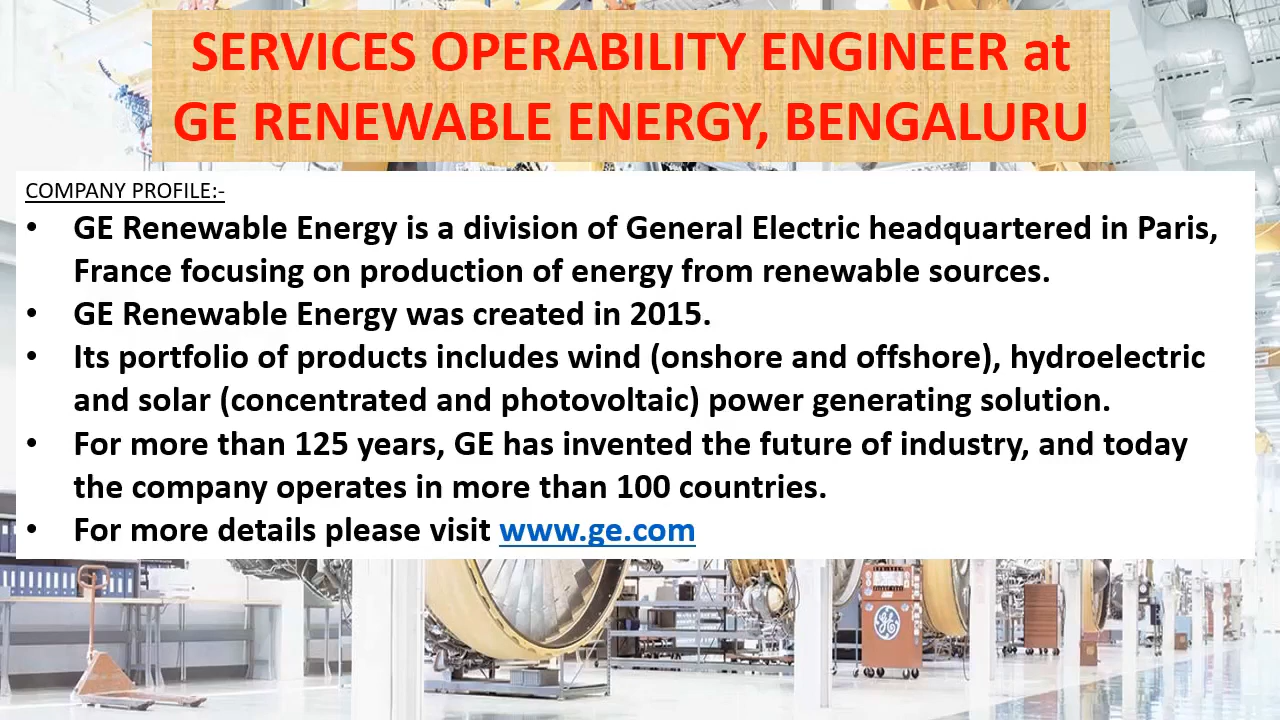 SERVICES OPERABILITY ENGINEER at
GE RENEWABLE ENERGY, BENGALURU
COMPANY PROFILE:-
• GE Renewable Energy is a division of General Electric headquartered in Paris,
France focusing on production of energy from renewable sources.
• GE Renewable Energy was created in 2015.
• Its portfolio of products includes wind (onshore and offshore), hydroelectric
and solar (concentrated and photovoltaic) power generating solution.
• For more than 125 years, GE has invented the future of industry, and today
the company operates in more than 100 countries.
• For more details please visit www.ge.com
GE